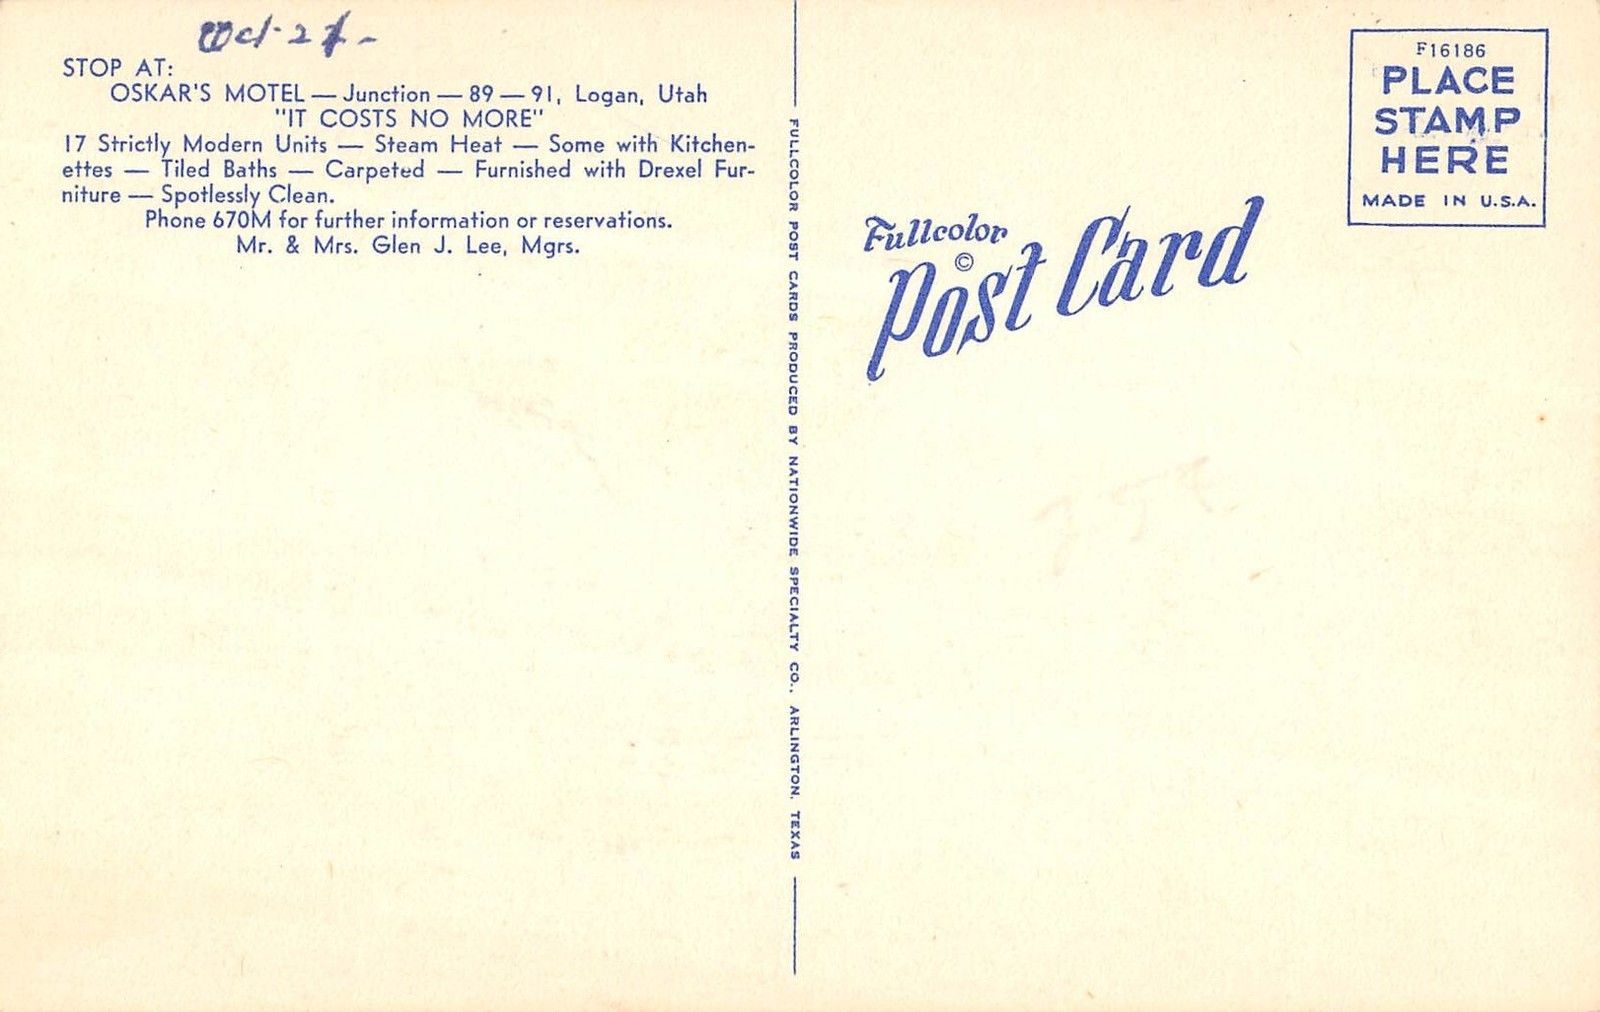 Oct-2
STOP AT:
OSKAR'S MOTEL — Junction — 89 — 91, Logan, Utah
"IT COSTS NO MORE"
17 Strictly Modern Units — Steam Heat — Some with Kitchen-
ettes — Tiled Baths — Carpeted — Furnished with Drexel Fur-
niture — Spotlessly Clean.
Phone 670M for further information or reservations.
Mr. & Mrs. Glen J. Lee, Mgrs.
FULLCOLOR POST CARDS PRODUCED BY NATIONWIDE SPECIALTY CO., ARLINGTON, TEXAS
Fullcolor
©
Post Card
F16186
PLACE
STAMP
HERE
MADE IN U.S.A.